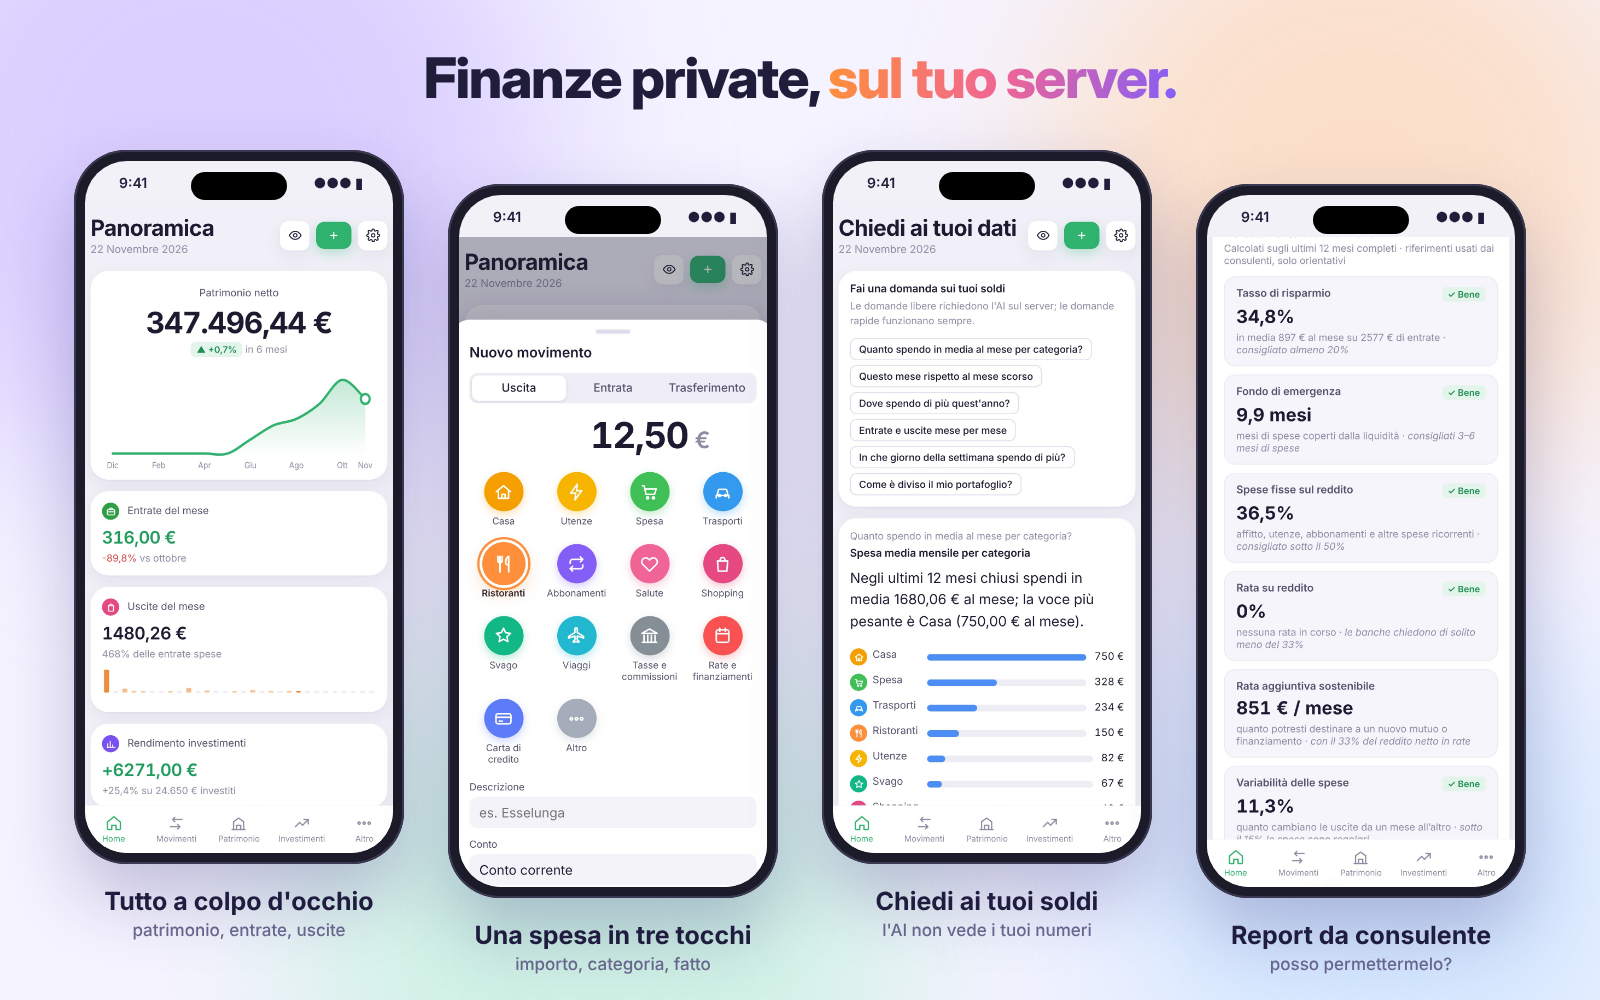 Finanze private, sul tuo server.
9:41
Panoramica
22 Novembre 2026
+
Patrimonio netto
347.496,44 €
▲ +0,7% in 6 mesi
Dic Feb Apr Giu Ago Ott Nov
Entrate del mese
316,00 €
-89,8% vs ottobre
Uscite del mese
1480,26 €
468% delle entrate spese
Rendimento investimenti
+6271,00 €
+25,4% su 24.650 € investiti
Home Movimenti Patrimonio Investimenti Altro
Tutto a colpo d'occhio
patrimonio, entrate, uscite
9:41
Panoramica
22 Novembre 2026
+
Nuovo movimento
Uscita Entrata Trasferimento
12,50 €
Casa Utenze Spesa Trasporti
Ristoranti Abbonamenti Salute Shopping
Svago Viaggi Tasse e commissioni Rate e finanziamenti
Carta di credito Altro
Descrizione
es. Esselunga
Conto
Conto corrente
Una spesa in tre tocchi
importo, categoria, fatto
9:41
Chiedi ai tuoi dati
22 Novembre 2026
+
Fai una domanda sui tuoi soldi
Le domande libere richiedono l'AI sul server; le domande
rapide funzionano sempre.
Quanto spendo in media al mese per categoria?
Questo mese rispetto al mese scorso
Dove spendo di più quest'anno?
Entrate e uscite mese per mese
In che giorno della settimana spendo di più?
Come è diviso il mio portafoglio?
Quanto spendo in media al mese per categoria?
Spesa media mensile per categoria
Negli ultimi 12 mesi chiusi spendi in
media 1680,06 € al mese; la voce più
pesante è Casa (750,00 € al mese).
Casa 750 €
Spesa 328 €
Trasporti 234 €
Ristoranti 150 €
Utenze 82 €
Svago 67 €
Home Movimenti Patrimonio Investimenti Altro
Chiedi ai tuoi soldi
l'AI non vede i tuoi numeri
9:41
Calcolati sugli ultimi 12 mesi completi · riferimenti usati dai
consulenti, solo orientativi
Tasso di risparmio ✓ Bene
34,8%
in media 897 € al mese su 2577 € di entrate ·
consigliato almeno 20%
Fondo di emergenza ✓ Bene
9,9 mesi
mesi di spese coperti dalla liquidità · consigliati 3–6
mesi di spese
Spese fisse sul reddito ✓ Bene
36,5%
affitto, utenze, abbonamenti e altre spese ricorrenti ·
consigliato sotto il 50%
Rata su reddito ✓ Bene
0%
nessuna rata in corso · le banche chiedono di solito
meno del 33%
Rata aggiuntiva sostenibile
851 € / mese
quanto potresti destinare a un nuovo mutuo o
finanziamento · con il 33% del reddito netto in rate
Variabilità delle spese ✓ Bene
11,3%
quanto cambiano le uscite da un mese all'altro · sotto
Home Movimenti Patrimonio Investimenti Altro
Report da consulente
posso permettermelo?